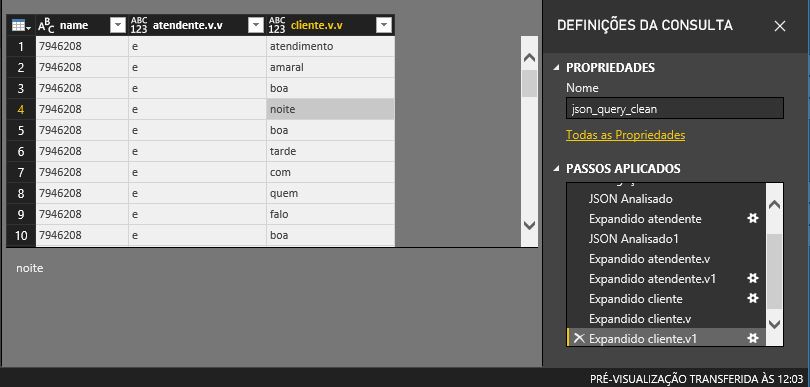 ABC name ABC 123 atendente.v.v ABC 123 cliente.v.v
1 7946208 e atendimento
2 7946208 e amaral
3 7946208 e boa
4 7946208 e noite
5 7946208 e boa
6 7946208 e tarde
7 7946208 e com
8 7946208 e quem
9 7946208 e falo
10 7946208 e boa
noite
DEFINIÇÕES DA CONSULTA
PROPRIEDADES
Nome
json_query_clean
Todas as Propriedades
PASSOS APLICADOS
JSON Analisado
Expandido atendente
JSON Analisado1
Expandido atendente.v
Expandido atendente.v1
Expandido cliente
Expandido cliente.v
Expandido cliente.v1
PRÉ-VISUALIZAÇÃO TRANSFERIDA ÀS 12:03